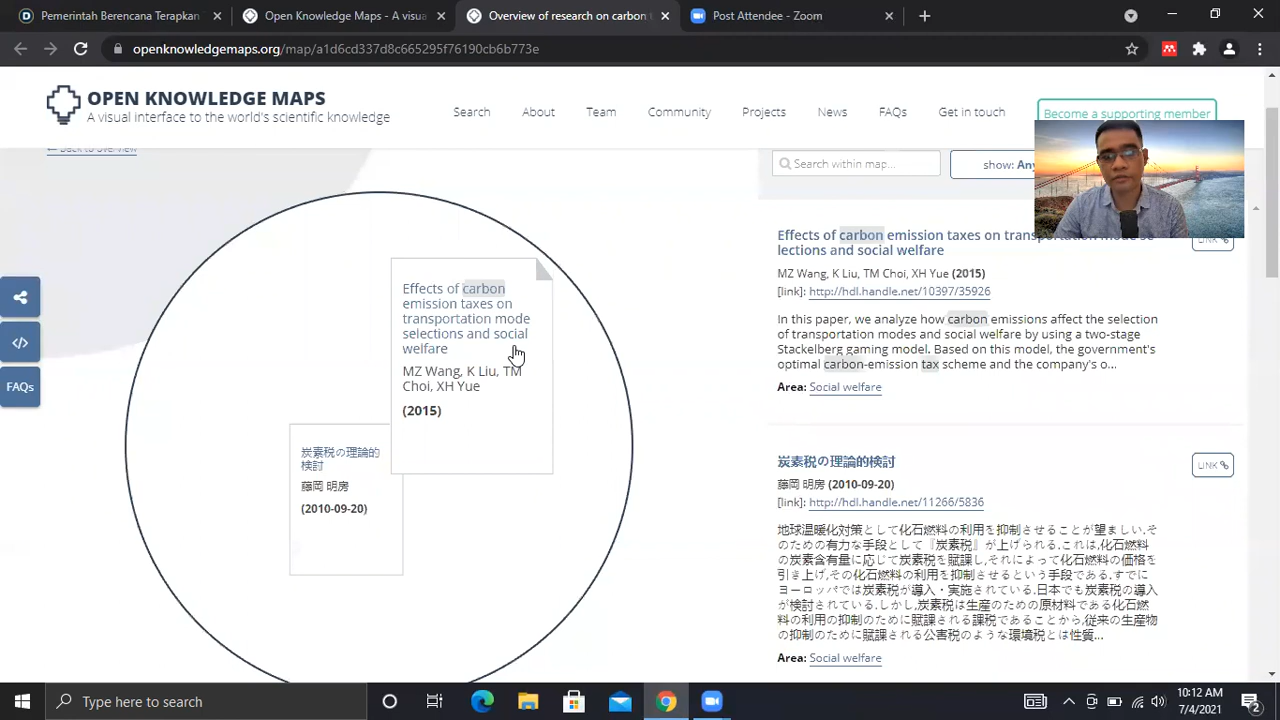 Pemerintah Berencana Terapkan
Open Knowledge Maps - A visua
Overview of research on carbon
Post Attendee - Zoom
openknowledgemaps.org/map/a1d6cd337d8c665295f76190cb6b773e
OPEN KNOWLEDGE MAPS
A visual interface to the world's scientific knowledge
Search
About
Team
Community
Projects
News
FAQs
Get in touch
Become a supporting member
← Back to Overview
Search within map...
show: Any
FAQs
Effects of carbon
emission taxes on
transportation mode
selections and social
welfare
MZ Wang, K Liu, TM
Choi, XH Yue
(2015)
炭素税の理論的
検討
藤岡 明房
(2010-09-20)
Effects of carbon emission taxes on transportation mode se
lections and social welfare
LINK
MZ Wang, K Liu, TM Choi, XH Yue (2015)
[link]: http://hdl.handle.net/10397/35926
In this paper, we analyze how carbon emissions affect the selection
of transportation modes and social welfare by using a two-stage
Stackelberg gaming model. Based on this model, the government's
optimal carbon-emission tax scheme and the company's o...
Area: Social welfare
炭素税の理論的検討
LINK
藤岡 明房 (2010-09-20)
[link]: http://hdl.handle.net/11266/5836
地球温暖化対策として化石燃料の利用を抑制させることが望ましい.そ
のための有力な手段として『炭素税』が上げられる.これは,化石燃料
の炭素含有量に応じて炭素税を賦課し,それによって化石燃料の価格を
引き上げ,その化石燃料の利用を抑制させるという手段である.すでに
ヨーロッパでは炭素税が導入・実施されている.日本でも炭素税の導入
が検討されている.しかし,炭素税は生産のための原材料である化石燃
料の利用の抑制のために賦課される課税であることから,従来の生産物
の抑制のために賦課される公害税のような環境税とは性質...
Area: Social welfare
Type here to search
10:12 AM
7/4/2021
2